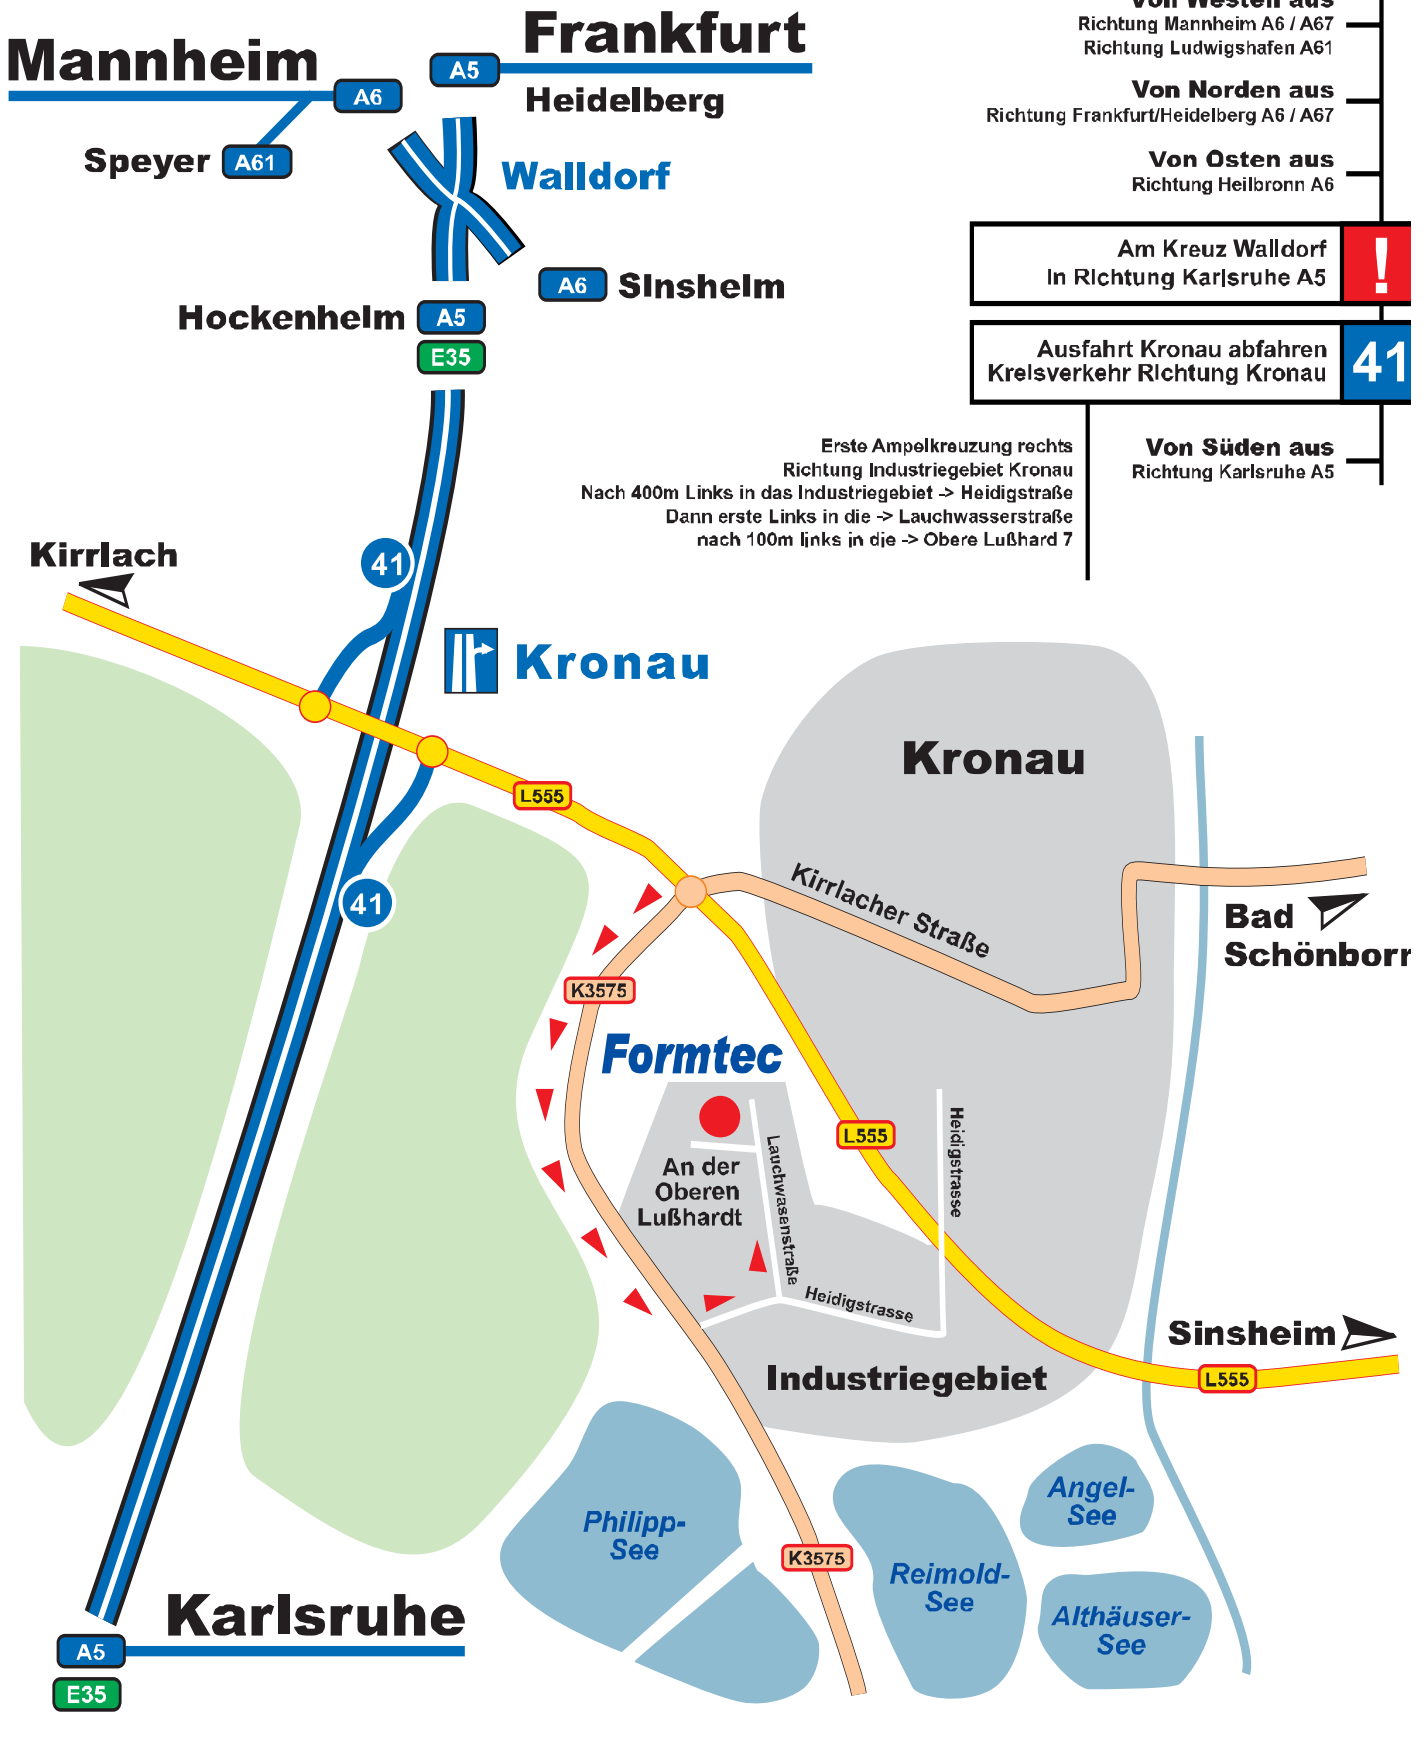 Von Westen aus
Richtung Mannheim A6 / A67
Richtung Ludwigshafen A61
Von Norden aus
Richtung Frankfurt/Heidelberg A6 / A67
Von Osten aus
Richtung Heilbronn A6
Am Kreuz Walldorf
in Richtung Karlsruhe A5
!
Ausfahrt Kronau abfahren
Kreisverkehr Richtung Kronau
41
Von Süden aus
Richtung Karlsruhe A5
Erste Ampelkreuzung rechts
Richtung Industriegebiet Kronau
Nach 400m Links in das Industriegebiet -> Heidigstraße
Dann erste Links in die -> Lauchwasserstraße
nach 100m links in die -> Obere Lußhard 7
Frankfurt
Mannheim
A5
A6
Heidelberg
Speyer
A61
Walldorf
A6
Sinsheim
Hockenheim
A5
E35
Kirrlach
41
Kronau
Kronau
L555
41
Kirrlacher Straße
Bad
Schönborr
K3575
Formtec
L555
Heidigstrasse
An der
Oberen
Lußhardt
Lauchwasenstraße
Heidigstrasse
Sinsheim
Industriegebiet
L555
Angel-
See
Philipp-
See
K3575
Reimold-
See
Althäuser-
See
Karlsruhe
A5
E35